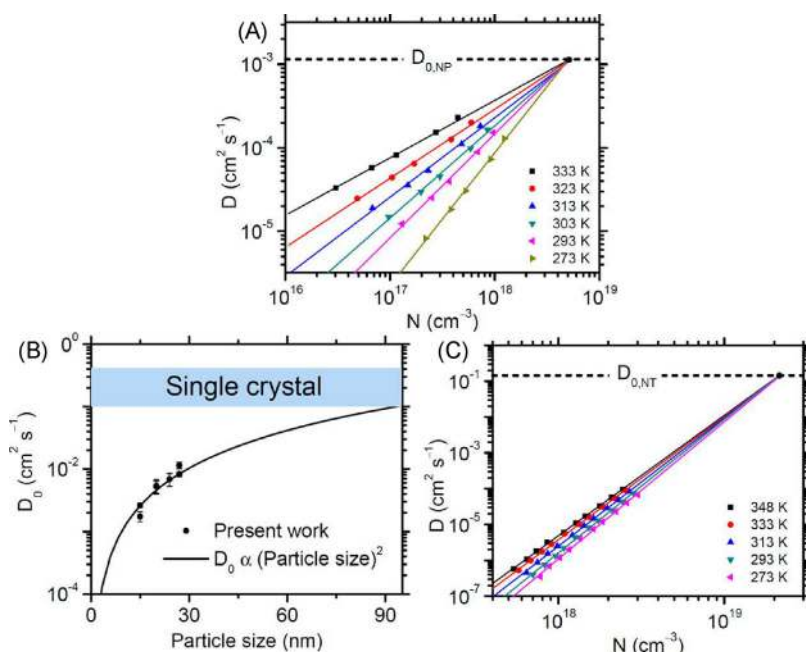 (A)
D0,NP
10-3
10-4
10-5
D (cm2 s-1)
333 K
323 K
313 K
303 K
293 K
273 K
1016 1017 1018 1019
N (cm-3)
(B)
100
10-2
10-4
D0 (cm2 s-1)
Single crystal
Present work
D0 α (Particle size)2
0 30 60 90
Particle size (nm)
(C)
D0,NT
10-1
10-3
10-5
10-7
D (cm2 s-1)
348 K
333 K
313 K
293 K
273 K
1018 1019
N (cm-3)